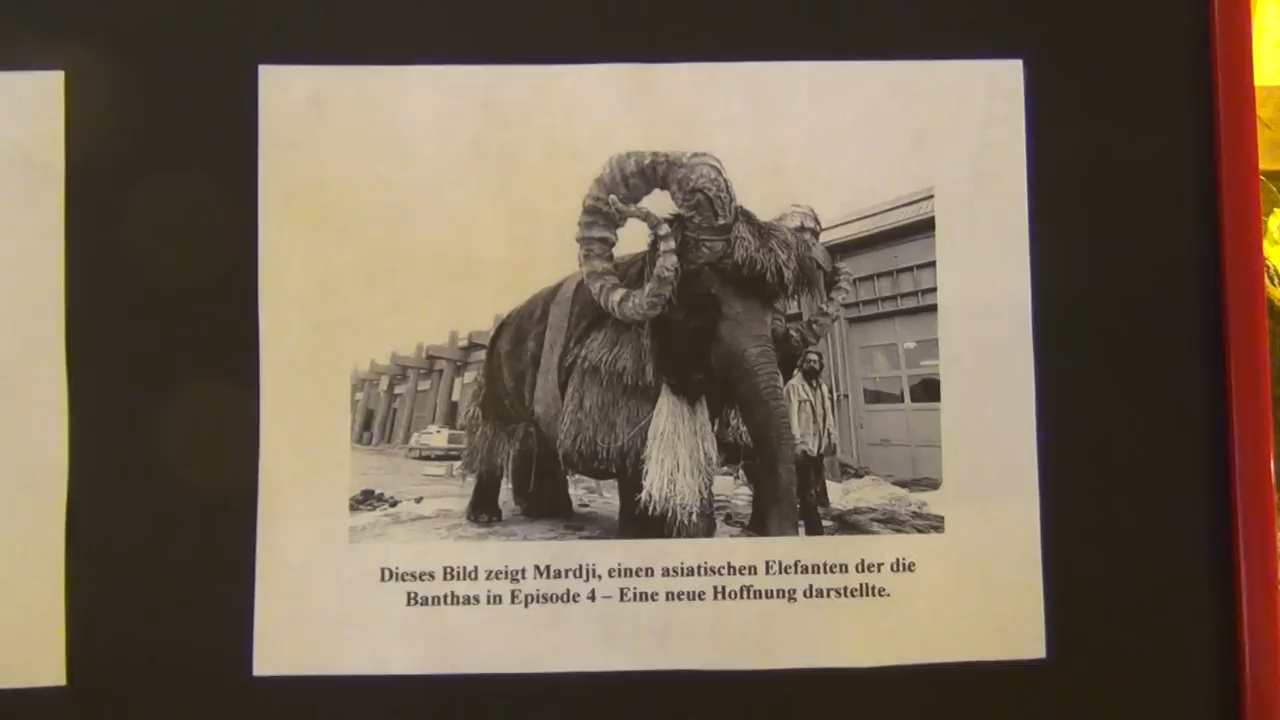 Dieses Bild zeigt Mardji, einen asiatischen Elefanten der die
Banthas in Episode 4 – Eine neue Hoffnung darstellte.